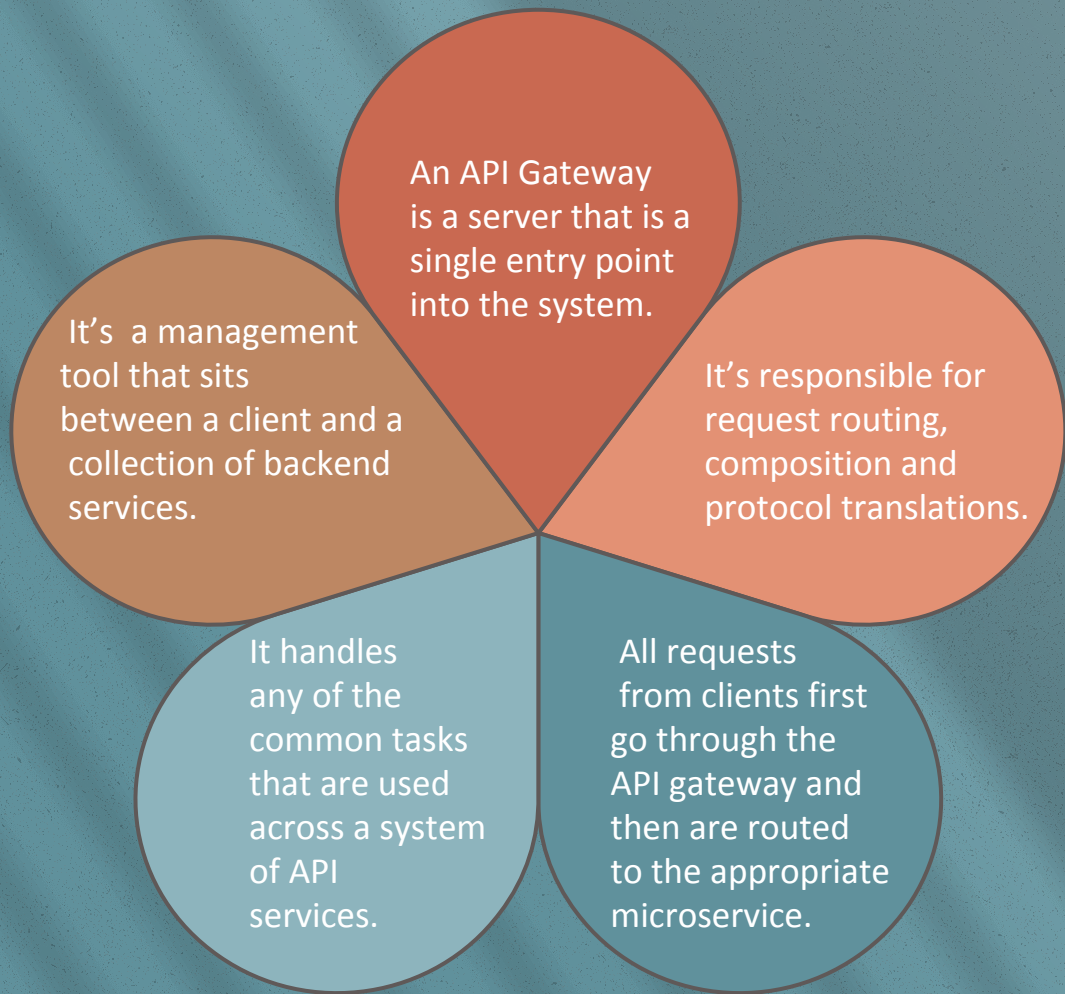 An API Gateway
is a server that is a
single entry point
into the system.
It’s responsible for
request routing,
composition and
protocol translations.
All requests
from clients first
go through the
API gateway and
then are routed
to the appropriate
microservice.
It handles
any of the
common tasks
that are used
across a system
of API
services.
It’s  a management
tool that sits
between a client and a
collection of backend
services.